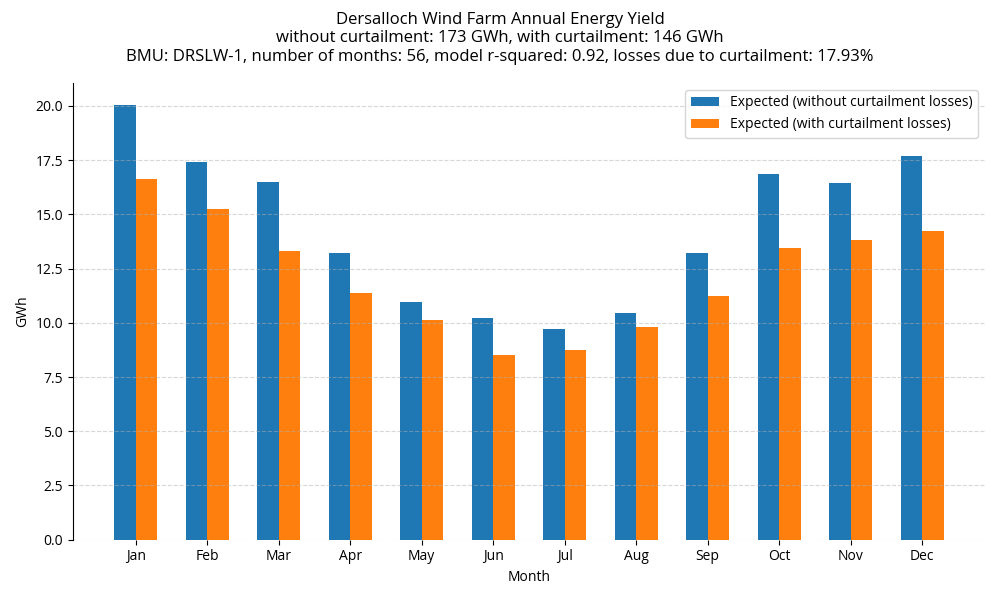 Dersalloch Wind Farm Annual Energy Yield
without curtailment: 173 GWh, with curtailment: 146 GWh
BMU: DRSLW-1, number of months: 56, model r-squared: 0.92, losses due to curtailment: 17.93%
Expected (without curtailment losses)
Expected (with curtailment losses)
20.0
17.5
15.0
12.5
10.0
7.5
5.0
2.5
0.0
GWh
Jan Feb Mar Apr May Jun Jul Aug Sep Oct Nov Dec
Month